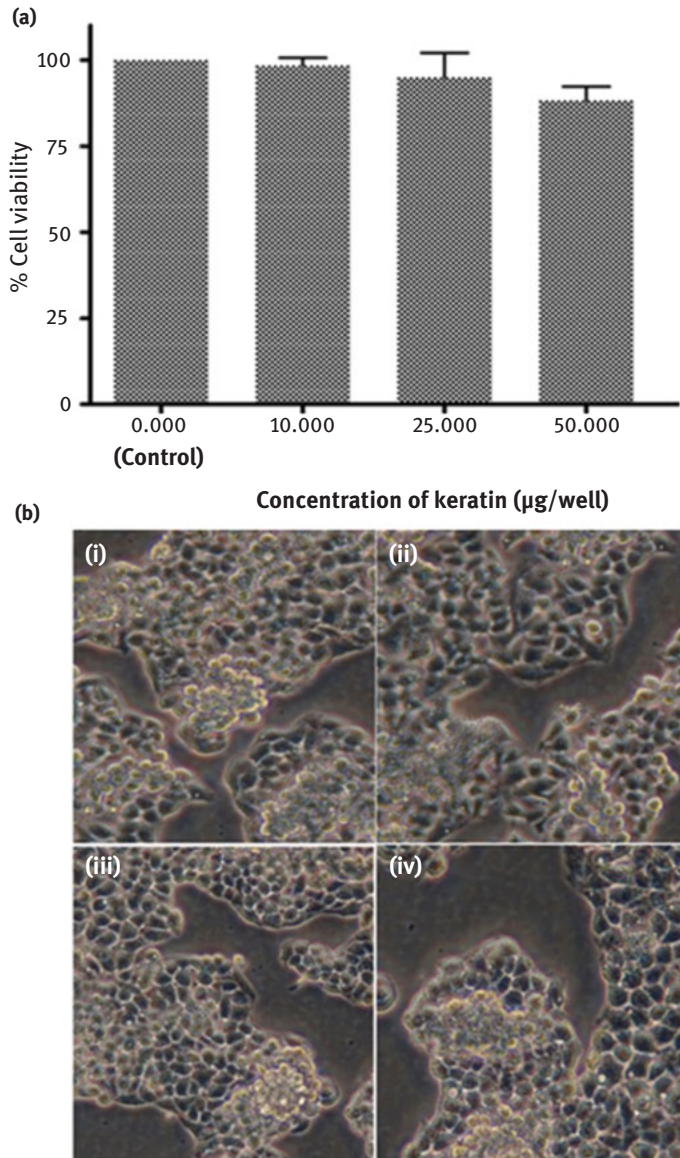 (a)
100
75
50
25
0
% Cell viability
0.000 10.000 25.000 50.000
(Control)
Concentration of keratin (µg/well)
(b)
(i) (ii)
(iii) (iv)